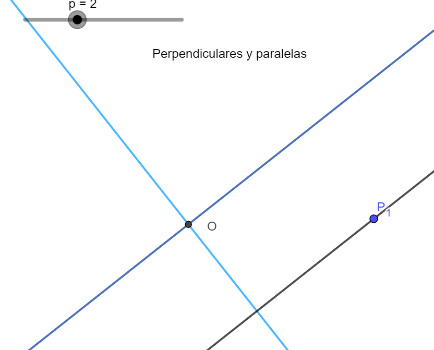 p = 2
Perpendiculares y paralelas
P₁
O